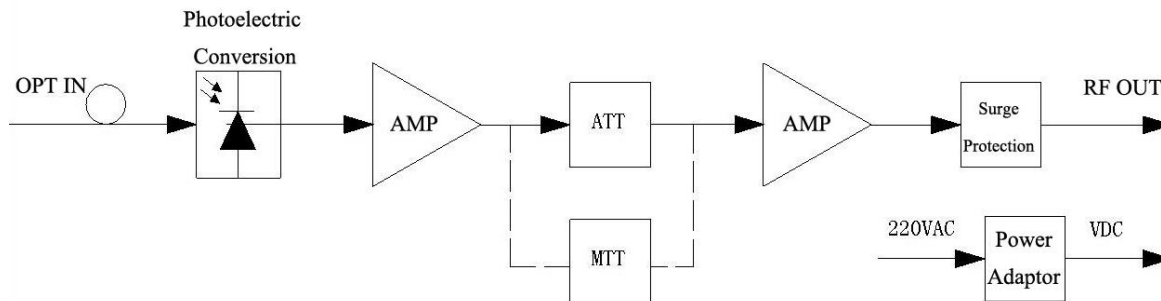 Photoelectric
Conversion
OPT IN
AMP
ATT
AMP
Surge
Protection
RF OUT
MTT
220VAC
Power
Adaptor
VDC